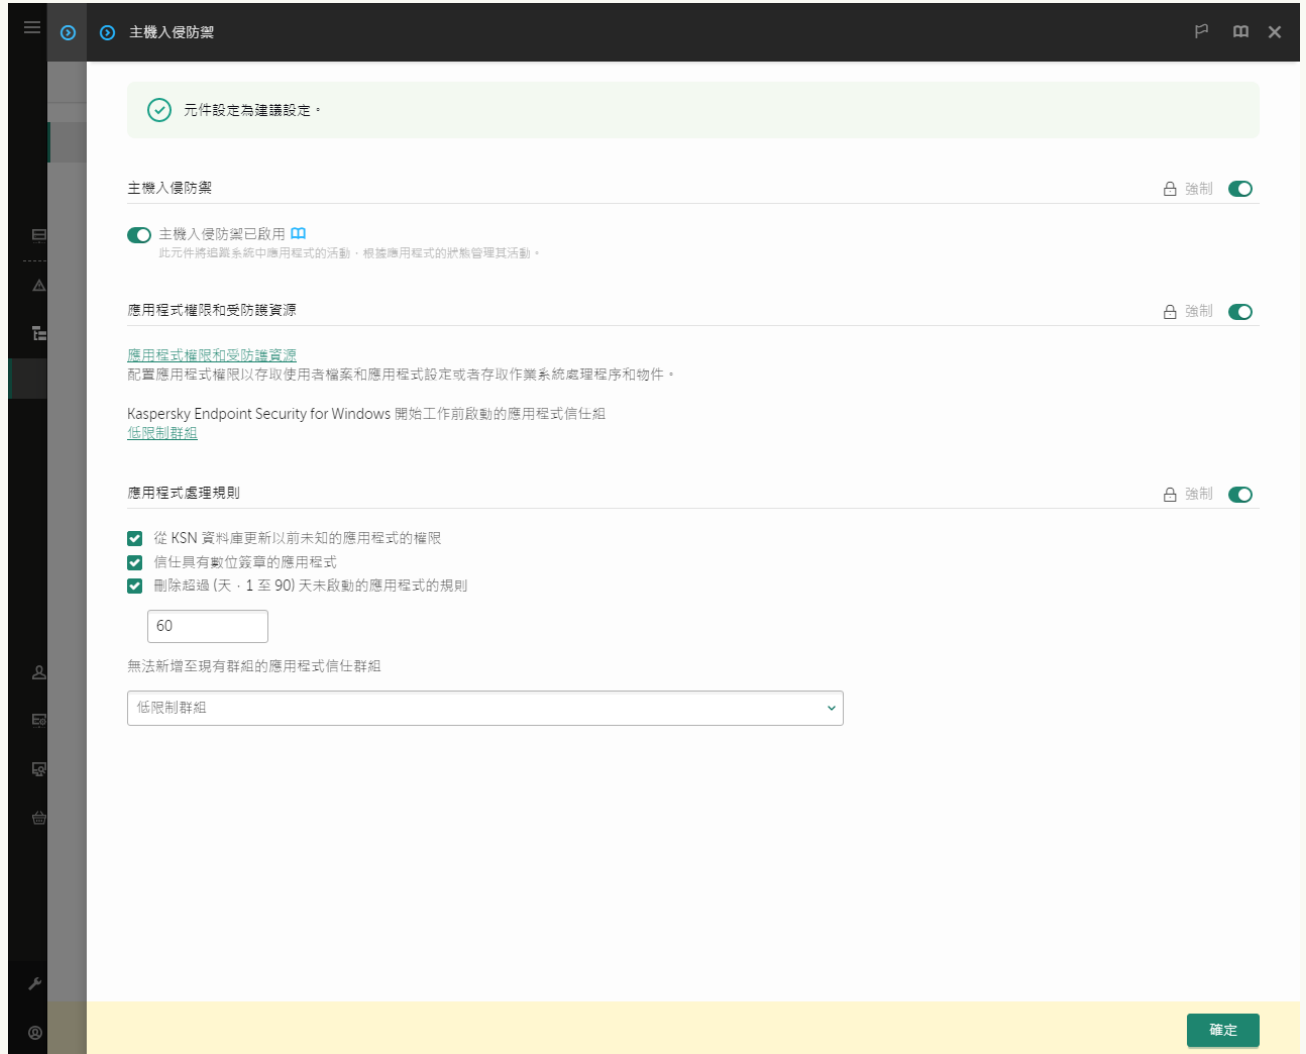 主機入侵防禦
元件設定為建議設定。
主機入侵防禦 強制
主機入侵防禦已啟用
此元件將追蹤系統中應用程式的活動，根據應用程式的狀態管理其活動。
應用程式權限和受防護資源 強制
應用程式權限和受防護資源
配置應用程式權限以存取使用者檔案和應用程式設定或者存取作業系統處理程序和物件。
Kaspersky Endpoint Security for Windows 開始工作前啟動的應用程式信任組
低限制群組
應用程式處理規則 強制
從 KSN 資料庫更新以前未知的應用程式的權限
信任具有數位簽章的應用程式
刪除超過 (天，1 至 90) 天未啟動的應用程式的規則
60
無法新增至現有群組的應用程式信任群組
低限制群組
確定